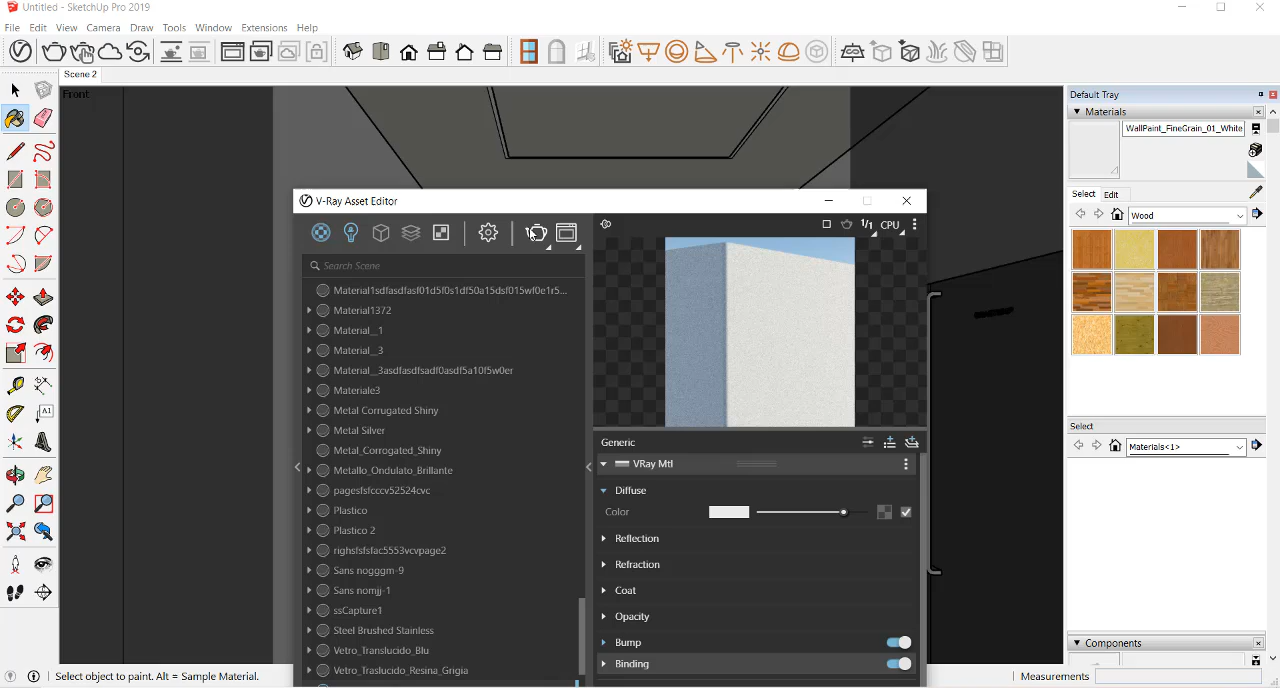 Untitled - SketchUp Pro 2019
File Edit View Camera Draw Tools Window Extensions Help
Scene 2
Front
V-Ray Asset Editor
Search Scene
Material1sdfasdfasf01d5f0s1df50a15dsf015wf0e1r5...
Material1372
Material__1
Material__3
Material__3asdfasdfsadf0asdf5a10f5w0er
Materiale3
Metal Corrugated Shiny
Metal Silver
Metal_Corrogated_Shiny
Metallo_Ondulato_Brillante
pagesfsfcccv52524cvc
Plastico
Plastico 2
righsfsfsfac5553vcvpage2
Sans nogggm-9
Sans nomjj-1
ssCapture1
Steel Brushed Stainless
Vetro_Translucido_Blu
Vetro_Traslucido_Resina_Grigia
1/1 CPU
Generic
VRay Mtl
Diffuse
Color
Reflection
Refraction
Coat
Opacity
Bump
Binding
Default Tray
Materials
WallPaint_FineGrain_01_White
Select Edit
Wood
Select
Materials<1>
Components
A1
Select object to paint. Alt = Sample Material.
Measurements